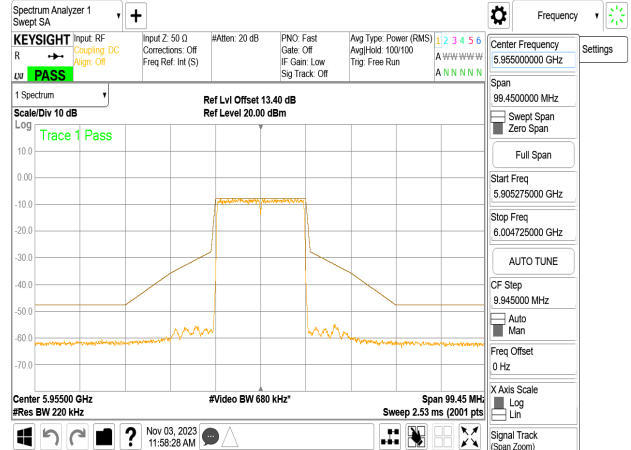 Spectrum Analyzer 1
Swept SA
Frequency
KEYSIGHT
R
PASS
Input: RF
Coupling: DC
Align: Off
Input Z: 50 Ω
Corrections: Off
Freq Ref: Int (S)
#Atten: 20 dB
PNO: Fast
Gate: Off
IF Gain: Low
Sig Track: Off
Avg Type: Power (RMS)
Avg|Hold: 100/100
Trig: Free Run
1 2 3 4 5 6
A W W W W W
A N N N N N
1 Spectrum
Scale/Div 10 dB
Ref Lvl Offset 13.40 dB
Ref Level 20.00 dBm
Log
Trace 1 Pass
10.0
0.00
-10.0
-20.0
-30.0
-40.0
-50.0
-60.0
-70.0
Center 5.95500 GHz
#Res BW 220 kHz
#Video BW 680 kHz*
Span 99.45 MHz
Sweep 2.53 ms (2001 pts
Nov 03, 2023
11:58:28 AM
Center Frequency
5.955000000 GHz
Settings
Span
99.4500000 MHz
Swept Span
Zero Span
Full Span
Start Freq
5.905275000 GHz
Stop Freq
6.004725000 GHz
AUTO TUNE
CF Step
9.945000 MHz
Auto
Man
Freq Offset
0 Hz
X Axis Scale
Log
Lin
Signal Track
(Span Zoom)